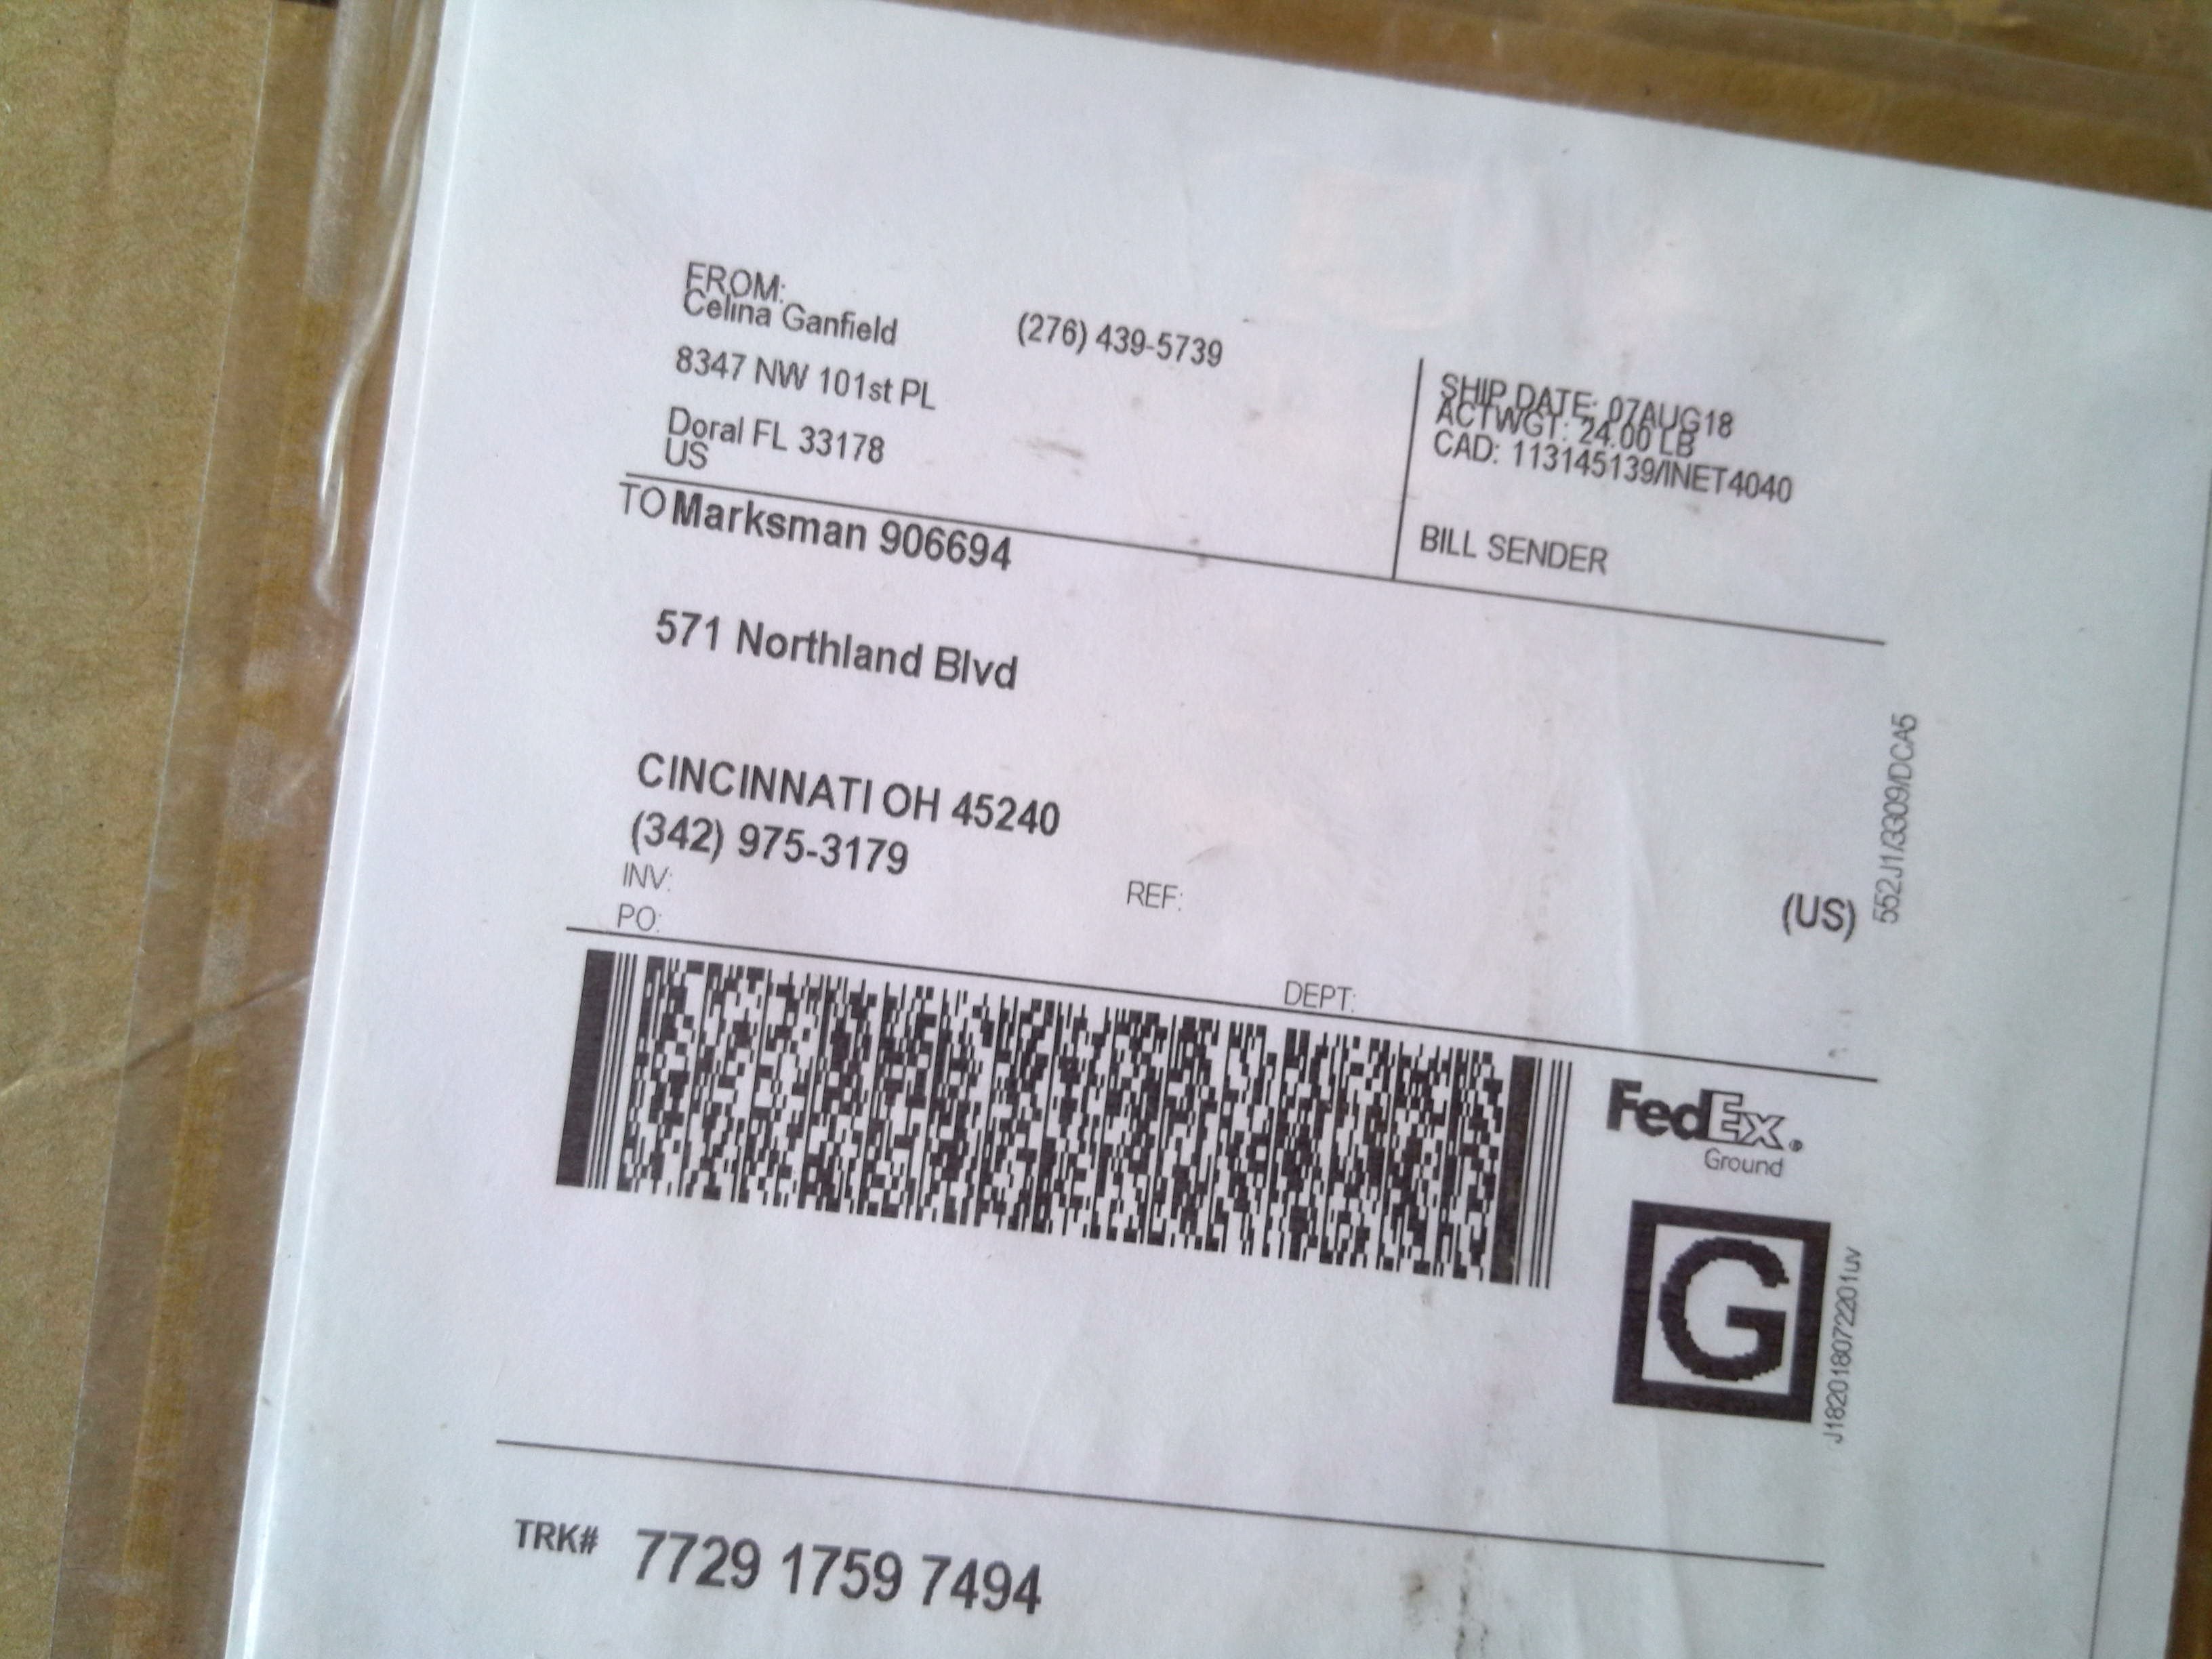 FROM:
Celina Ganfield (276) 439-5739
8347 NW 101st PL
Doral FL 33178
US
SHIP DATE: 07AUG18
ACTWGT: 24.00 LB
CAD: 113145139/INET4040
BILL SENDER
TO Marksman 906694
571 Northland Blvd
CINCINNATI OH 45240
(342) 975-3179
INV:
REF:
PO:
DEPT:
(US)
552J1/3309/DCA5
FedEx®
Ground
G
J182018072201uv
TRK# 7729 1759 7494